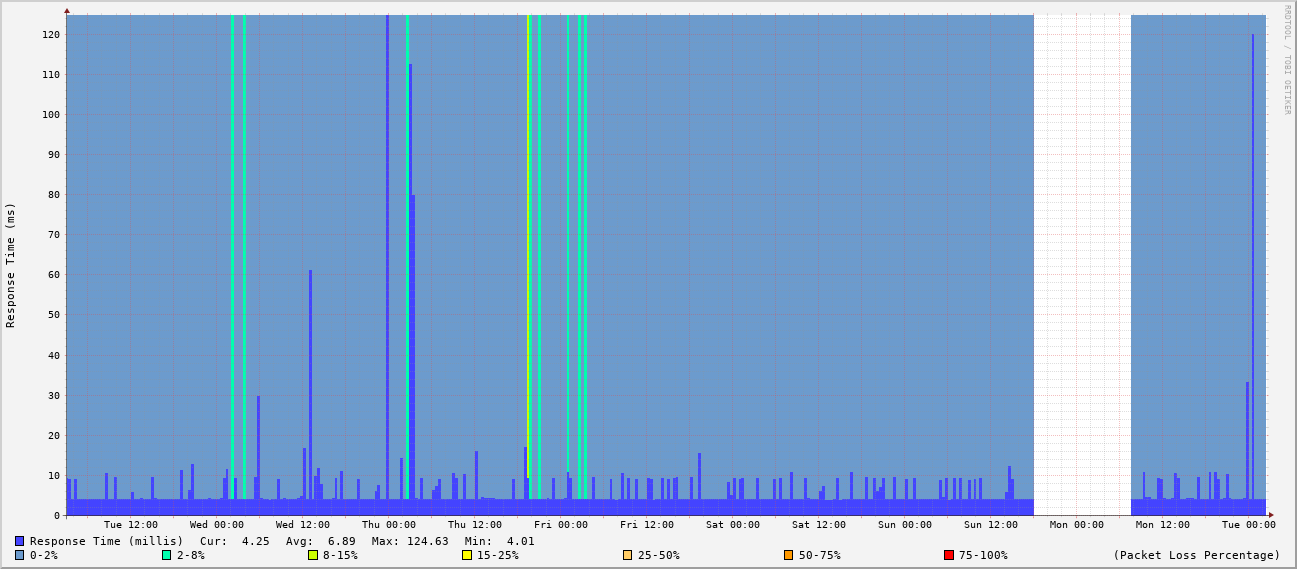 RRDTOOL / TOBI OETIKER
Response Time (ms)
120
110
100
90
80
70
60
50
40
30
20
10
0
Tue 12:00 Wed 00:00 Wed 12:00 Thu 00:00 Thu 12:00 Fri 00:00 Fri 12:00 Sat 00:00 Sat 12:00 Sun 00:00 Sun 12:00 Mon 00:00 Mon 12:00 Tue 00:00
Response Time (millis) Cur: 4.25 Avg: 6.89 Max: 124.63 Min: 4.01
0-2% 2-8% 8-15% 15-25% 25-50% 50-75% 75-100% (Packet Loss Percentage)